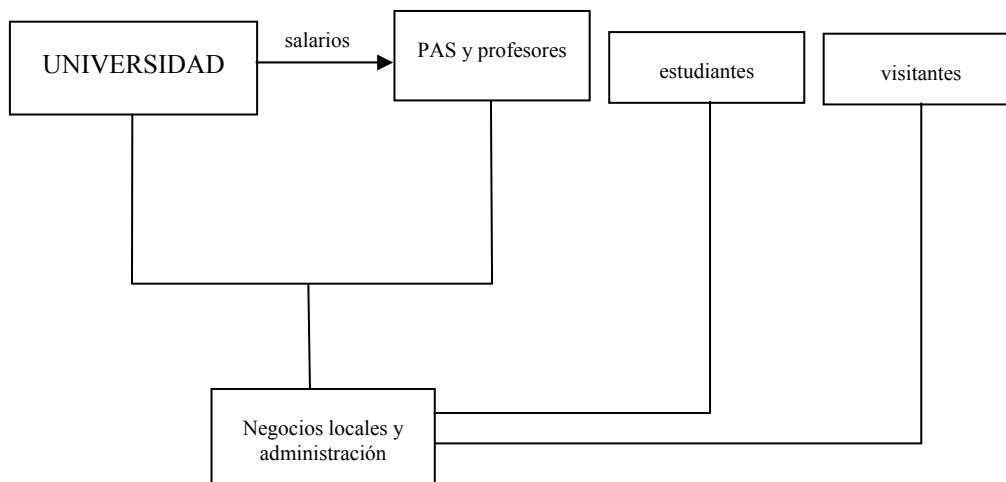 UNIVERSIDAD
salarios
PAS y profesores
estudiantes
visitantes
Negocios locales y
administración